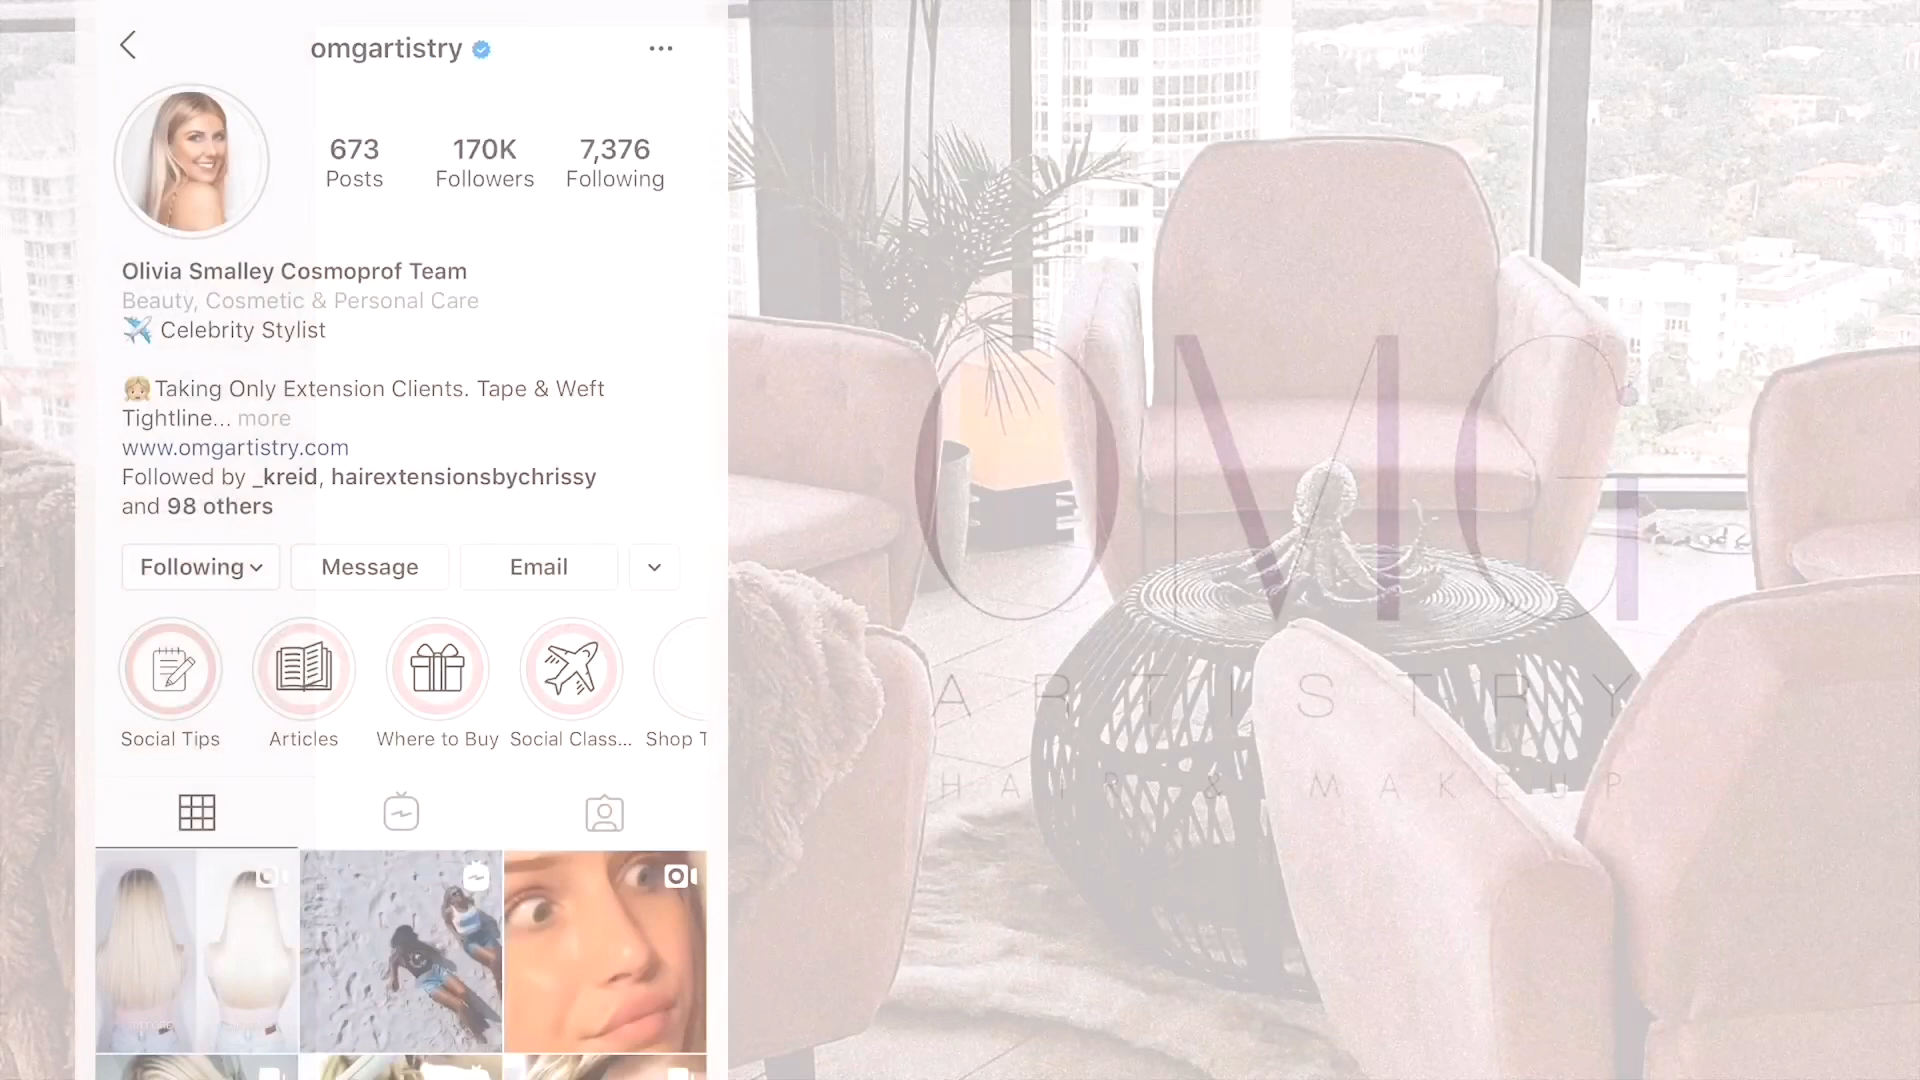 omgartistry
673
Posts
170K
Followers
7,376
Following
Olivia Smalley Cosmoprof Team
Beauty, Cosmetic & Personal Care
✈️ Celebrity Stylist
👩🏼Taking Only Extension Clients. Tape & Weft
Tightline... more
www.omgartistry.com
Followed by _kreid, hairextensionsbychrissy
and 98 others
Following
Message
Email
Social Tips
Articles
Where to Buy
Social Class...
Shop T
OMG
ARTISTRY
HAIR & MAKEUP